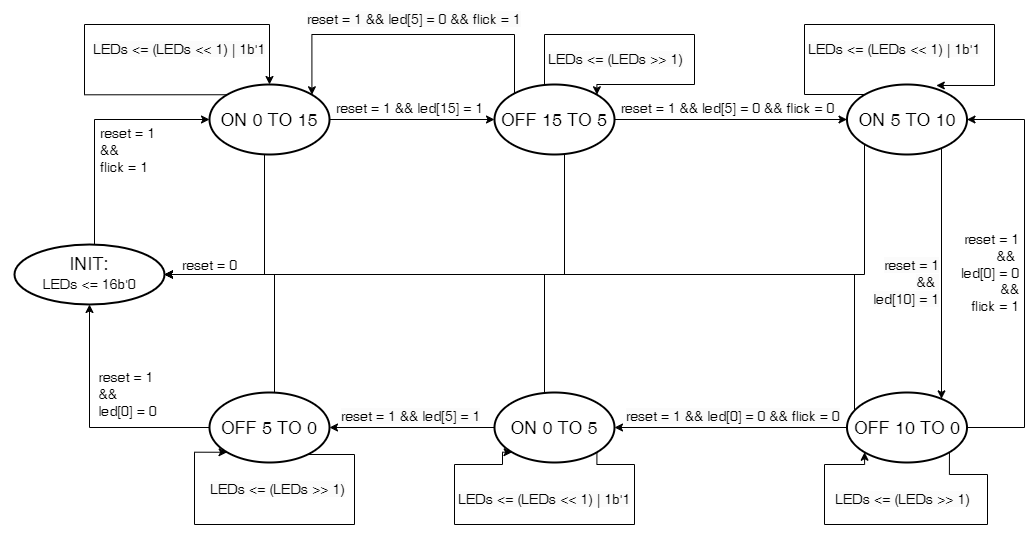 reset = 1 && led[5] = 0 && flick = 1
LEDs <= (LEDs << 1) | 1b'1
LEDs <= (LEDs >> 1)
LEDs <= (LEDs << 1) | 1b'1
ON 0 TO 15
reset = 1 && led[15] = 1
OFF 15 TO 5
reset = 1 && led[5] = 0 && flick = 0
ON 5 TO 10
reset = 1
&&
flick = 1
INIT:
LEDs <= 16b'0
reset = 0
reset = 1
&&
led[10] = 1
reset = 1
&&
led[0] = 0
&&
flick = 1
reset = 1
&&
led[0] = 0
OFF 5 TO 0
reset = 1 && led[5] = 1
ON 0 TO 5
reset = 1 && led[0] = 0 && flick = 0
OFF 10 TO 0
LEDs <= (LEDs >> 1)
LEDs <= (LEDs << 1) | 1b'1
LEDs <= (LEDs >> 1)